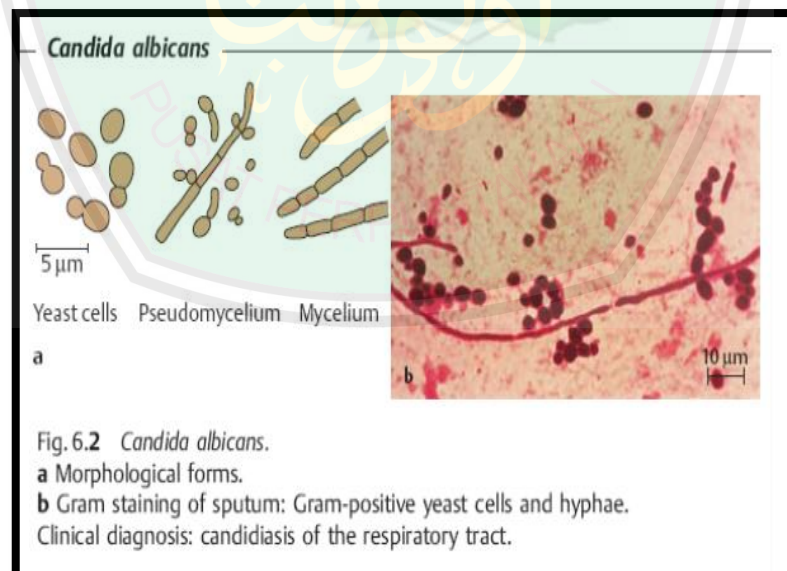 Candida albicans
5 µm
Yeast cells Pseudomycelium Mycelium
a
b
10 µm
Fig. 6.2 Candida albicans.
a Morphological forms.
b Gram staining of sputum: Gram-positive yeast cells and hyphae.
Clinical diagnosis: candidiasis of the respiratory tract.